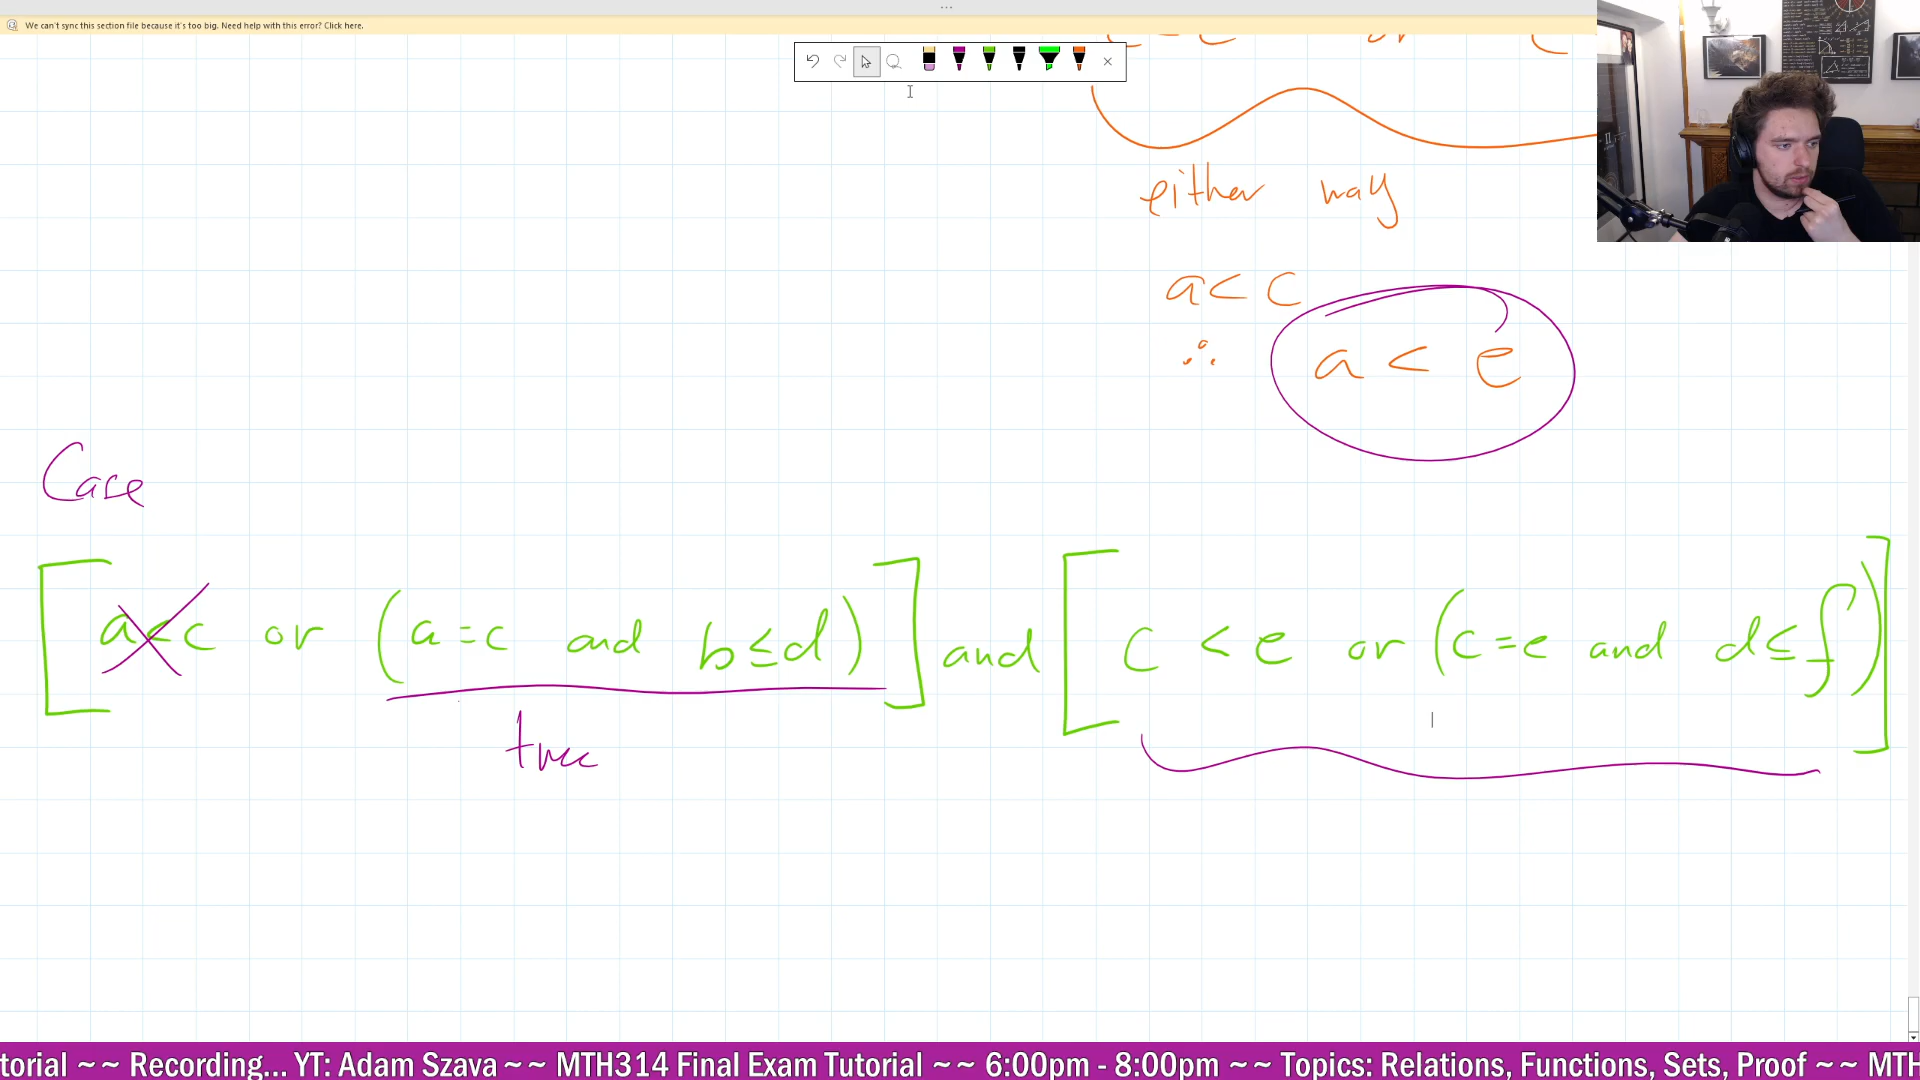 We can't sync this section file because it's too big. Need help with this error? Click here.
either way
a < c
∴ a < e
Case
[a < c or (a = c and b ≤ d)] and [c < e or (c = e and d ≤ f)]
true
torial ~~ Recording... YT: Adam Szava ~~ MTH314 Final Exam Tutorial ~~ 6:00pm - 8:00pm ~~ Topics: Relations, Functions, Sets, Proof ~~ MTH